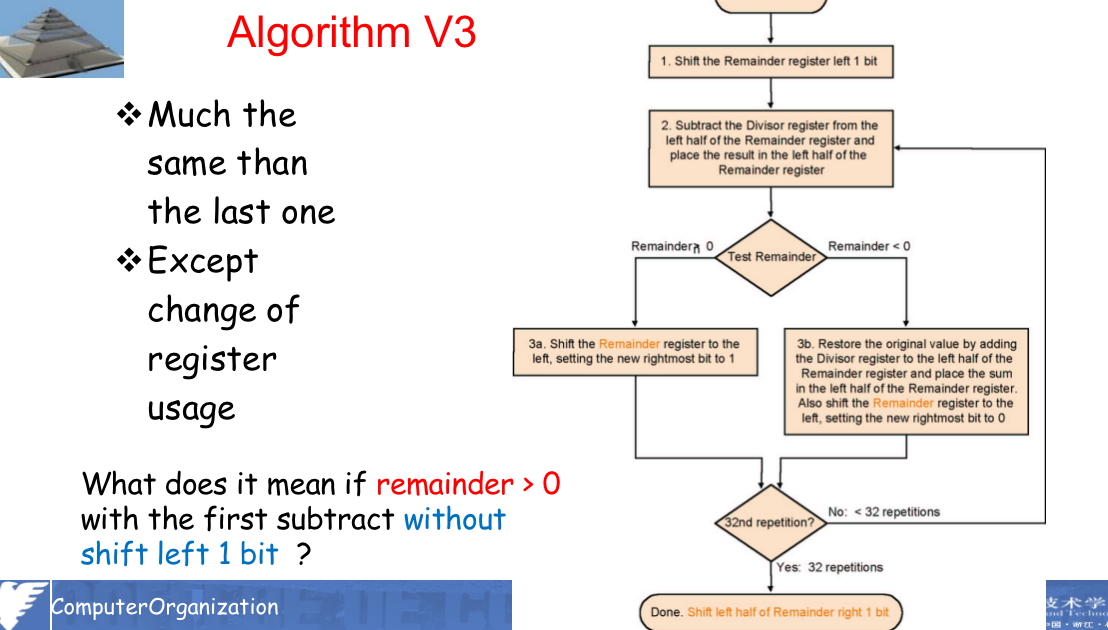 Algorithm V3
❖Much the
same than
the last one
❖Except
change of
register
usage
What does it mean if remainder > 0
with the first subtract without
shift left 1 bit ?
1. Shift the Remainder register left 1 bit
2. Subtract the Divisor register from the
left half of the Remainder register and
place the result in the left half of the
Remainder register
Remainder 0
Test Remainder
Remainder < 0
3a. Shift the Remainder register to the
left, setting the new rightmost bit to 1
3b. Restore the original value by adding
the Divisor register to the left half of the
Remainder register and place the sum
in the left half of the Remainder register.
Also shift the Remainder register to the
left, setting the new rightmost bit to 0
32nd repetition?
No: < 32 repetitions
Yes: 32 repetitions
Done. Shift left half of Remainder right 1 bit
ComputerOrganization
技术学